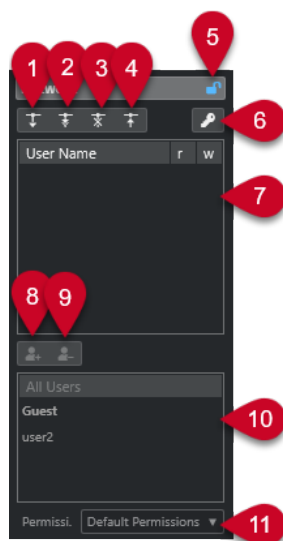 1
2
3
4
5
6
User Name r w
7
8
9
All Users
Guest
10
user2
Permissi. Default Permissions
11